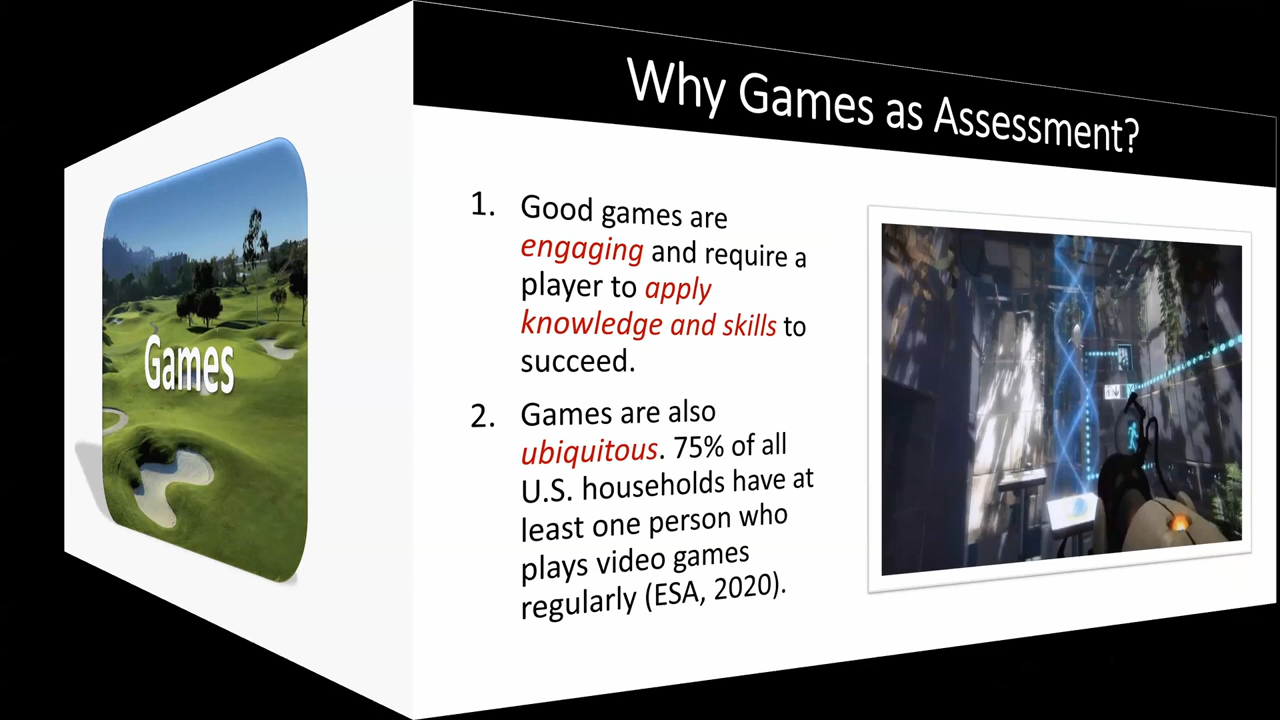 Games
Why Games as Assessment?
1. Good games are
engaging and require a
player to apply
knowledge and skills to
succeed.
2. Games are also
ubiquitous. 75% of all
U.S. households have at
least one person who
plays video games
regularly (ESA, 2020).